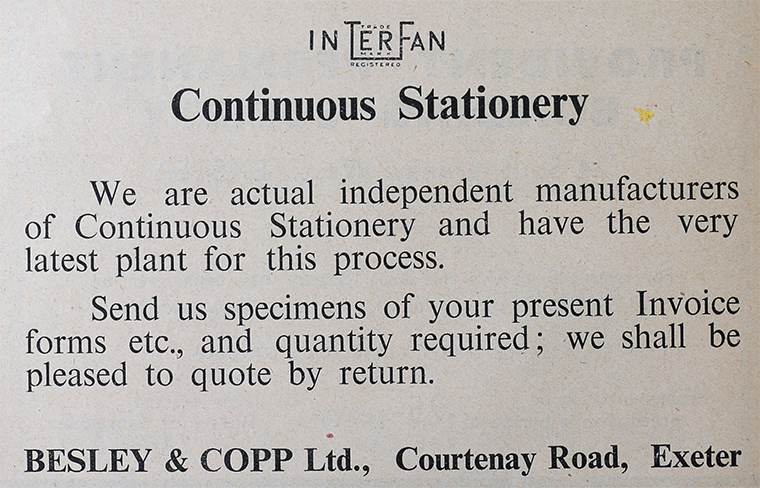 INTERFAN
TRADE
MARK
REGISTERED
Continuous Stationery
We are actual independent manufacturers
of Continuous Stationery and have the very
latest plant for this process.
Send us specimens of your present Invoice
forms etc., and quantity required; we shall be
pleased to quote by return.
BESLEY & COPP Ltd., Courtenay Road, Exeter